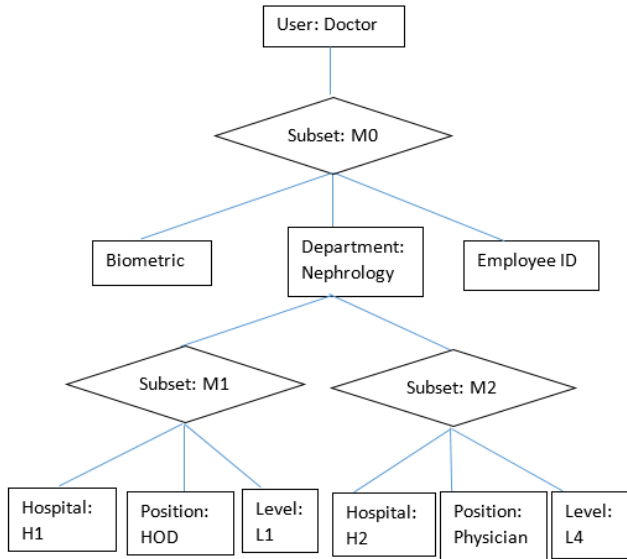 User: Doctor
Subset: M0
Biometric
Department:
Nephrology
Employee ID
Subset: M1
Subset: M2
Hospital:
H1
Position:
HOD
Level:
L1
Hospital:
H2
Position:
Physician
Level:
L4